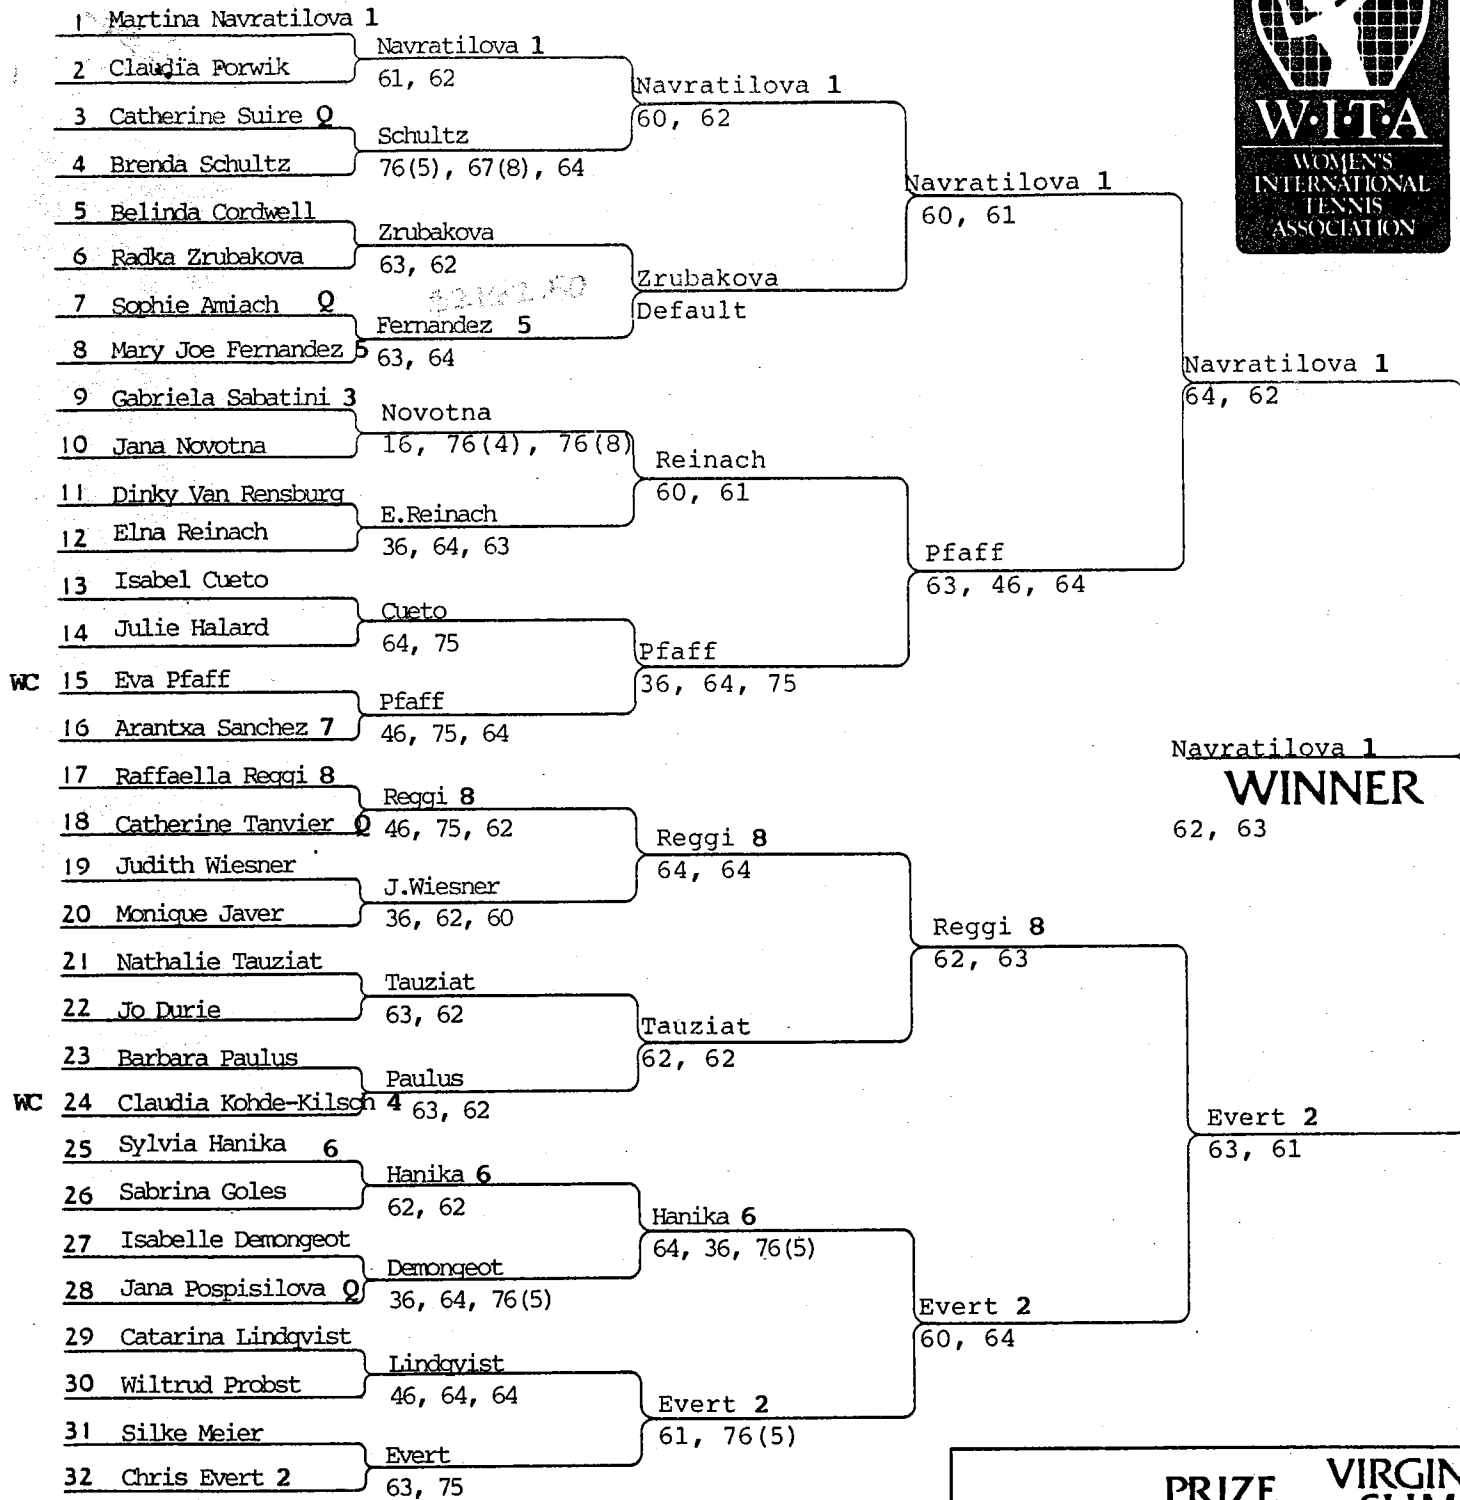 1 Martina Navratilova 1
2 Claudia Porwik
3 Catherine Suire Q
4 Brenda Schultz
5 Belinda Cordwell
6 Radka Zrubakova
7 Sophie Amiach Q
8 Mary Joe Fernandez 5
9 Gabriela Sabatini 3
10 Jana Novotna
11 Dinky Van Rensburg
12 Elna Reinach
13 Isabel Cueto
14 Julie Halard
WC 15 Eva Pfaff
16 Arantxa Sanchez 7
17 Raffaella Reggi 8
18 Catherine Tanvier Q
19 Judith Wiesner
20 Monique Javer
21 Nathalie Tauziat
22 Jo Durie
23 Barbara Paulus
WC 24 Claudia Kohde-Kilsch 4
25 Sylvia Hanika 6
26 Sabrina Goles
27 Isabelle Demongeot
28 Jana Pospisilova Q
29 Catarina Lindqvist
30 Wiltrud Probst
31 Silke Meier
32 Chris Evert 2
Navratilova 1
61, 62
Schultz
76(5), 67(8), 64
Zrubakova
63, 62
Fernandez 5
63, 64
Novotna
16, 76(4), 76(8)
E.Reinach
36, 64, 63
Cueto
64, 75
Pfaff
46, 75, 64
Reggi 8
46, 75, 62
J.Wiesner
36, 62, 60
Tauziat
63, 62
Paulus
63, 62
Hanika 6
62, 62
Demongeot
36, 64, 76(5)
Lindqvist
46, 64, 64
Evert
63, 75
Navratilova 1
60, 62
Zrubakova
Default
Reinach
60, 61
Pfaff
36, 64, 75
Reggi 8
64, 64
Tauziat
62, 62
Hanika 6
64, 36, 76(5)
Evert 2
61, 76(5)
Navratilova 1
60, 61
Pfaff
63, 46, 64
Reggi 8
62, 63
Evert 2
60, 64
Navratilova 1
64, 62
Evert 2
63, 61
Navratilova 1
WINNER
62, 63
W·I·T·A
WOMEN'S
INTERNATIONAL
TENNIS
ASSOCIATION
PRIZE
VIRGIN